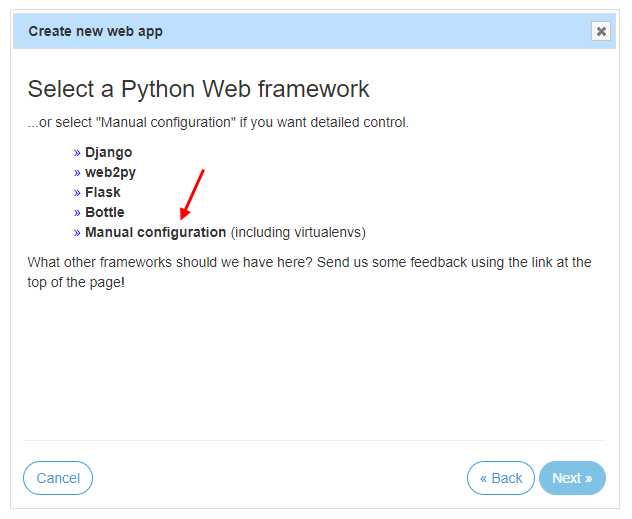 Create new web app
Select a Python Web framework
...or select "Manual configuration" if you want detailed control.
» Django
» web2py
» Flask
» Bottle
» Manual configuration (including virtualenvs)
What other frameworks should we have here? Send us some feedback using the link at the
top of the page!
Cancel
« Back
Next »